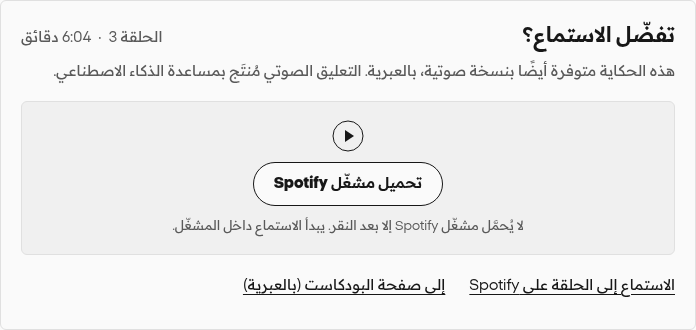 تفضّل الاستماع؟
الحلقة 3 · 6:04 دقائق
هذه الحكاية متوفرة أيضًا بنسخة صوتية، بالعبرية. التعليق الصوتي مُنتَج بمساعدة الذكاء الاصطناعي.
تحميل مشغّل Spotify
لا يُحمَّل مشغّل Spotify إلا بعد النقر. يبدأ الاستماع داخل المشغّل.
الاستماع إلى الحلقة على Spotify
إلى صفحة البودكاست (بالعبرية)